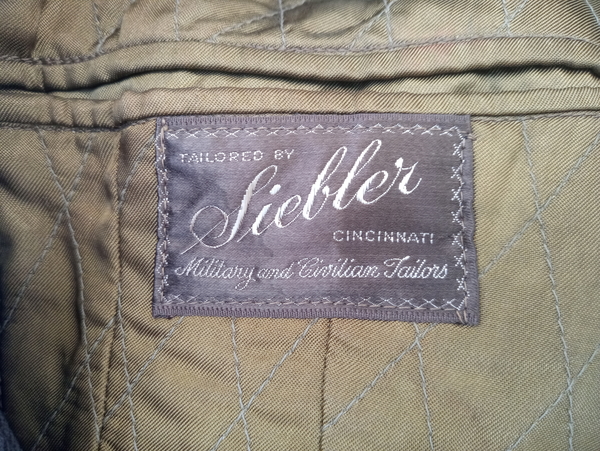 TAILORED BY
Siebler
CINCINNATI
Military and Civilian Tailors